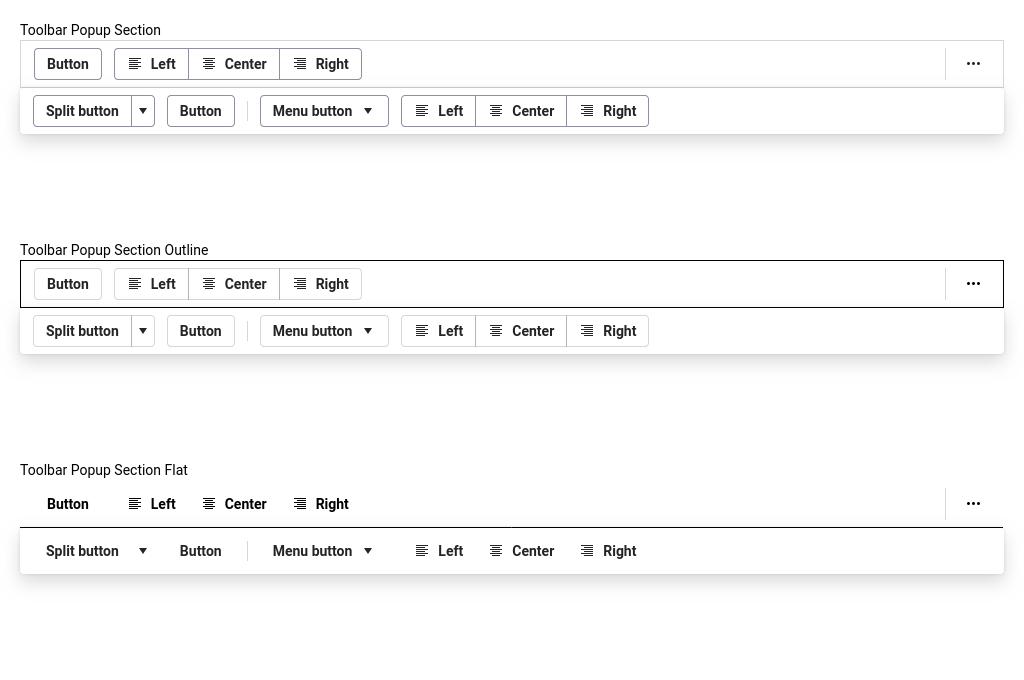 Toolbar Popup Section
Button Left Center Right ...
Split button Button Menu button Left Center Right
Toolbar Popup Section Outline
Button Left Center Right ...
Split button Button Menu button Left Center Right
Toolbar Popup Section Flat
Button Left Center Right ...
Split button Button Menu button Left Center Right